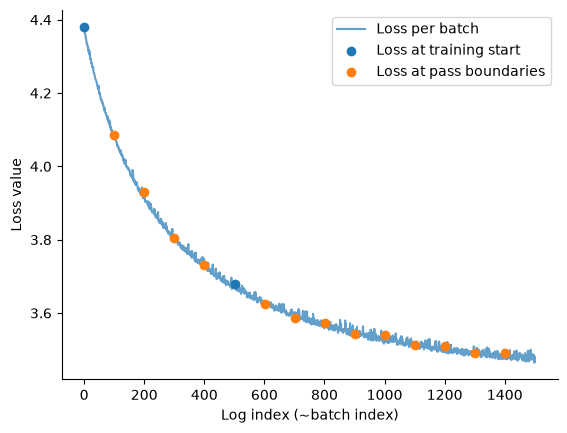 4.4
4.2
4.0
3.8
3.6
Loss value
0 200 400 600 800 1000 1200 1400
Log index (~batch index)
Loss per batch
Loss at training start
Loss at pass boundaries